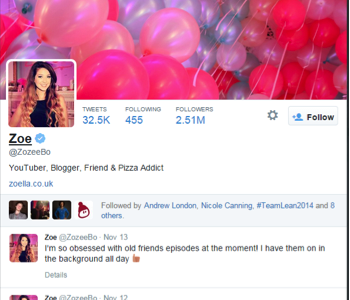 TWEETS FOLLOWING FOLLOWERS
32.5K 455 2.51M
Follow
Zoe
@ZozeeBo
YouTuber, Blogger, Friend & Pizza Addict
zoella.co.uk
Followed by Andrew London, Nicole Canning, #TeamLean2014 and 8
others.
Zoe @ZozeeBo · Nov 13
I'm so obsessed with old friends episodes at the moment! I have them on in
the background all day
Details
Zoe @ZozeeBo · Nov 12